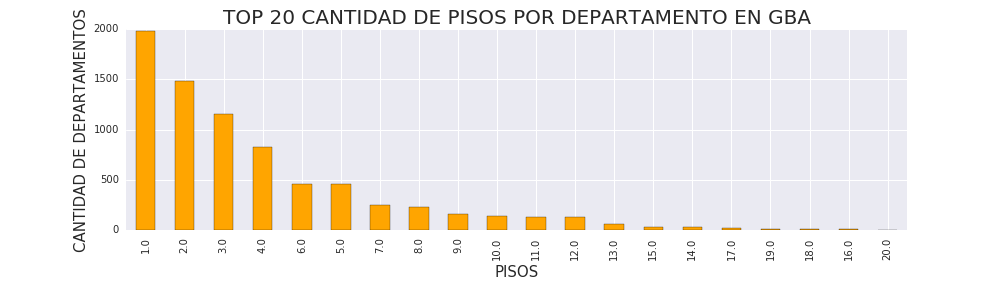 TOP 20 CANTIDAD DE PISOS POR DEPARTAMENTO EN GBA
CANTIDAD DE DEPARTAMENTOS
2000
1500
1000
500
0
1.0 2.0 3.0 4.0 6.0 5.0 7.0 8.0 9.0 10.0 11.0 12.0 13.0 15.0 14.0 17.0 19.0 18.0 16.0 20.0
PISOS